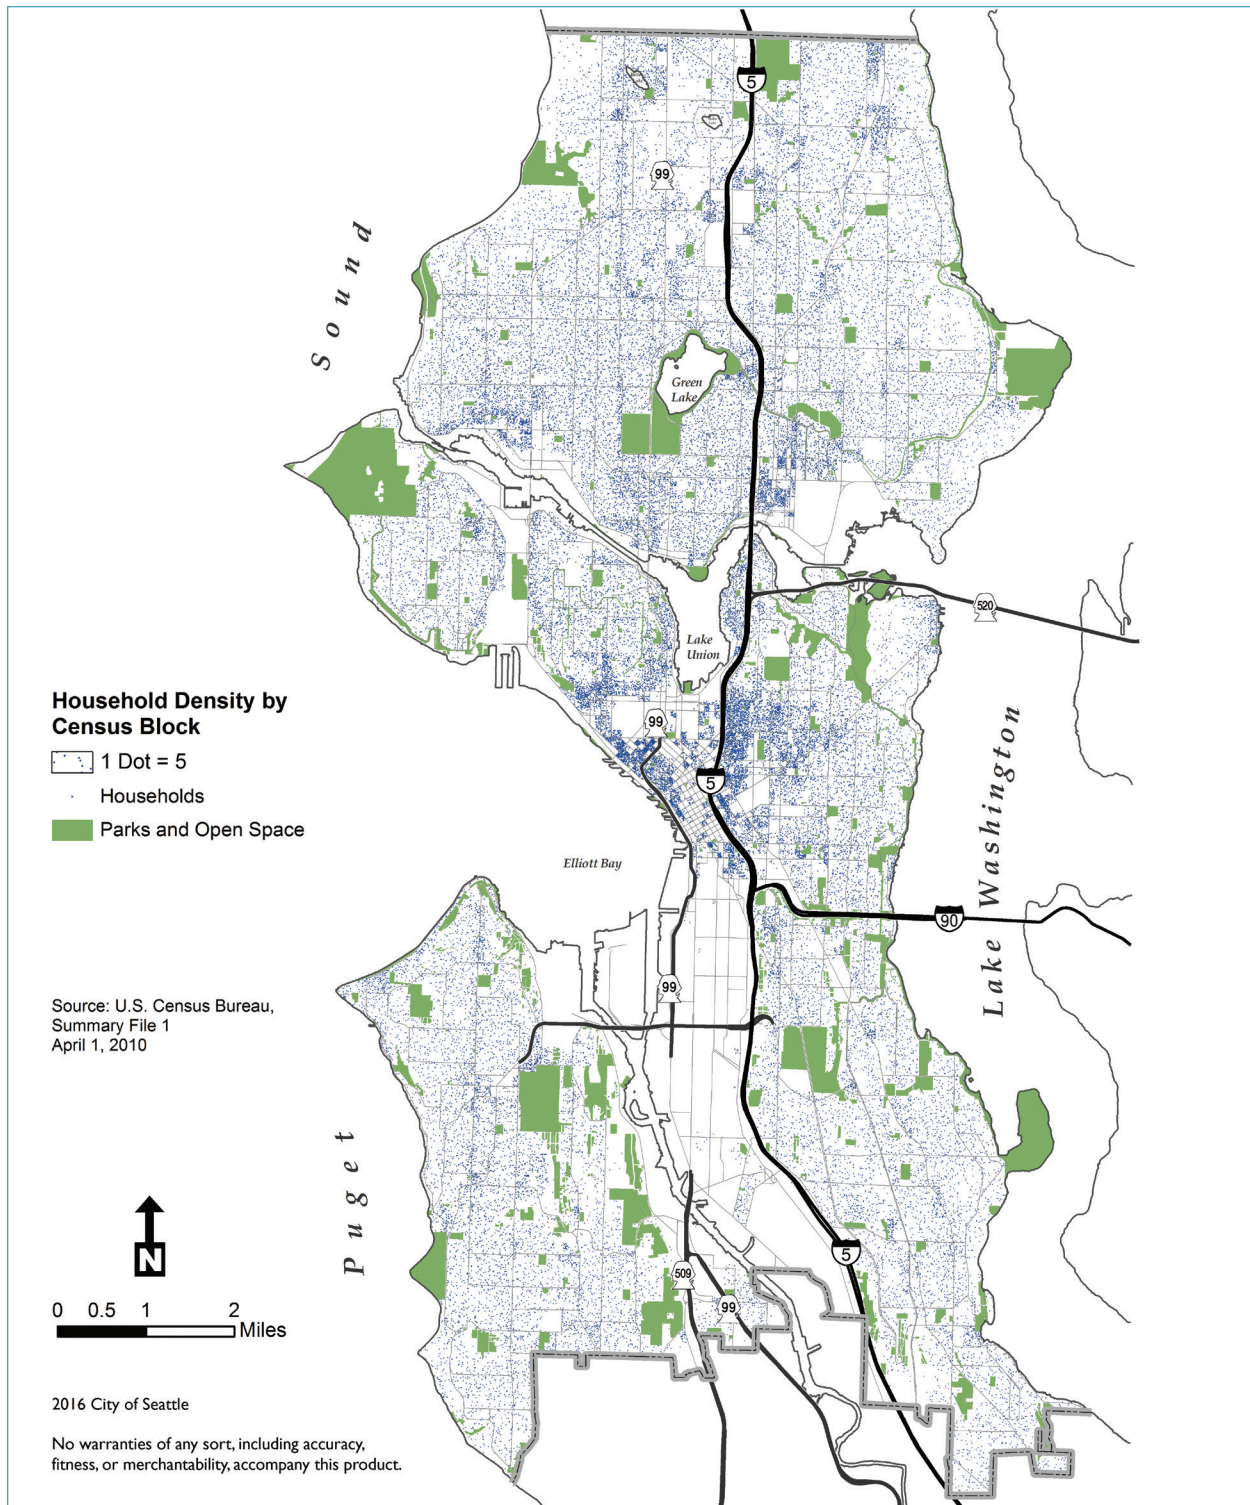 5
99
Sound
Green
Lake
520
Lake
Union
Household Density by
Census Block
1 Dot = 5
Households
Parks and Open Space
99
5
Elliott Bay
Lake Washington
90
99
Source: U.S. Census Bureau,
Summary File 1
April 1, 2010
Puget
N
5
509
99
0 0.5 1 2
Miles
2016 City of Seattle
No warranties of any sort, including accuracy,
fitness, or merchantability, accompany this product.